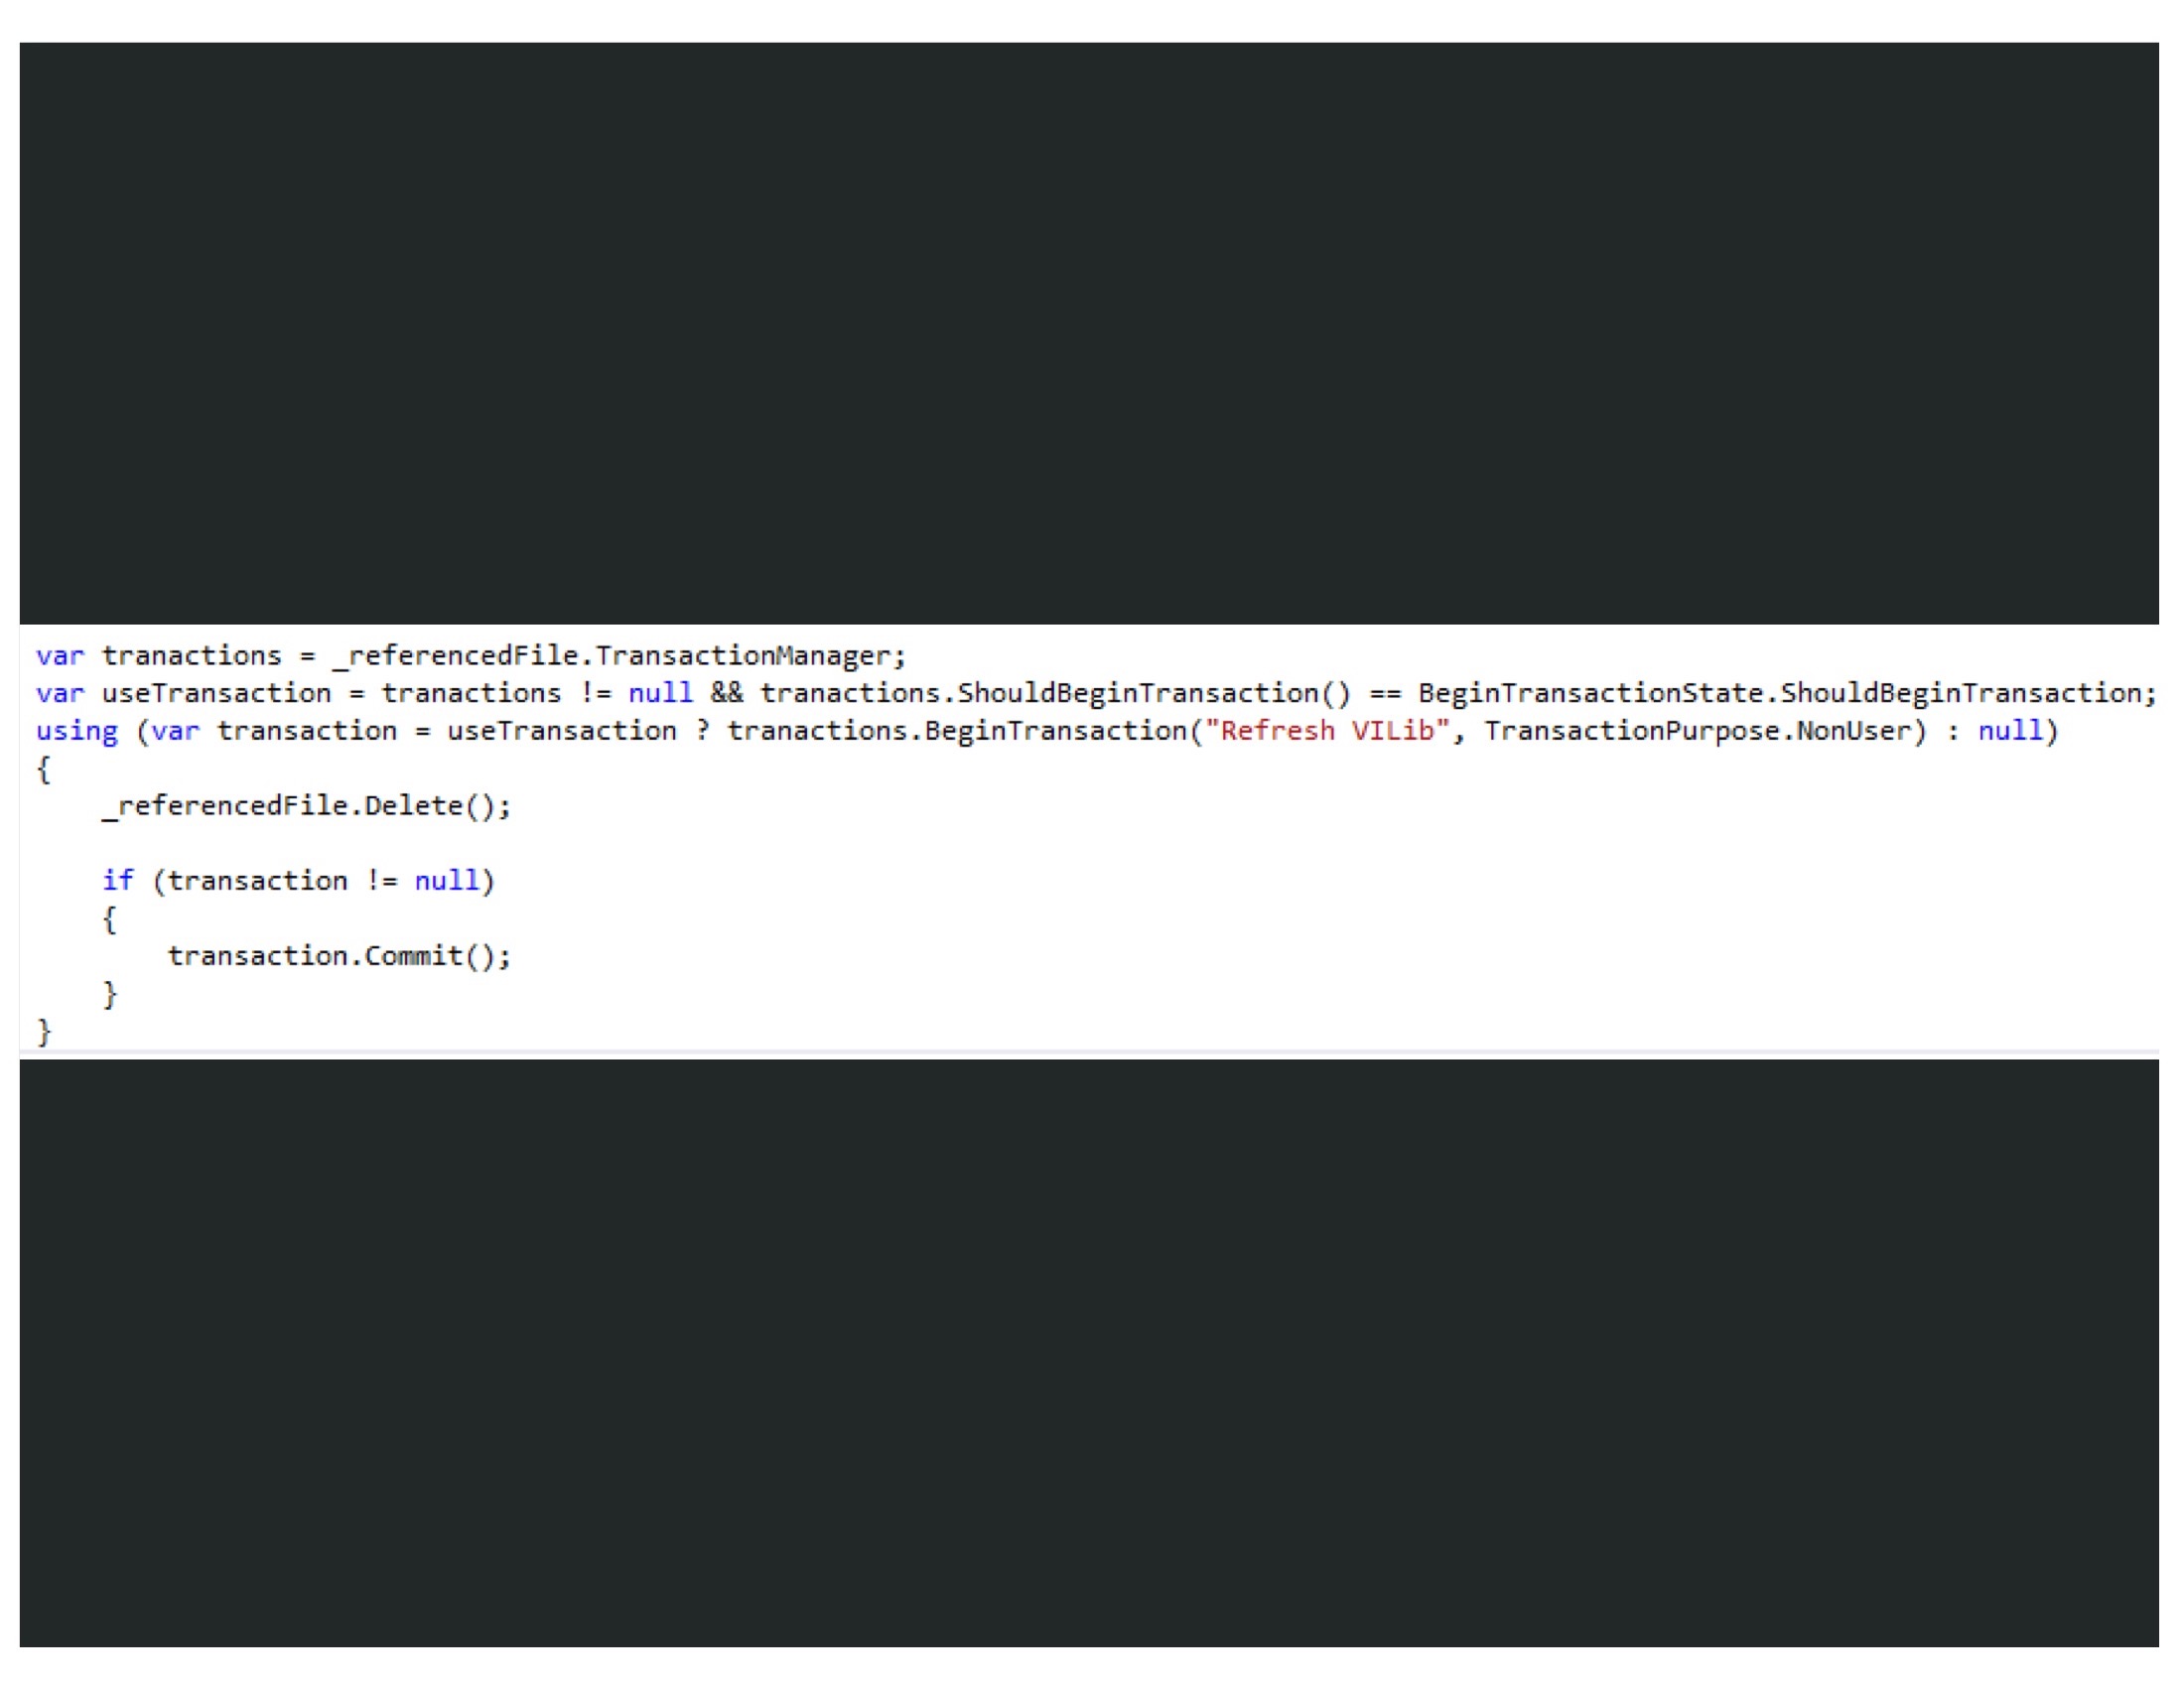 var tranactions = _referencedFile.TransactionManager;
var useTransaction = tranactions != null && tranactions.ShouldBeginTransaction() == BeginTransactionState.ShouldBeginTransaction;
using (var transaction = useTransaction ? tranactions.BeginTransaction("Refresh VILib", TransactionPurpose.NonUser) : null)
{
    _referencedFile.Delete();

    if (transaction != null)
    {
        transaction.Commit();
    }
}